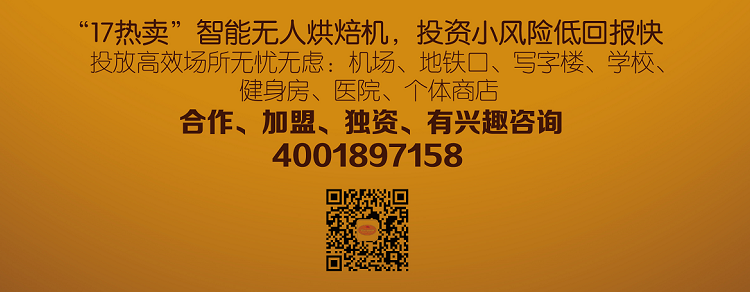 “17热卖”智能无人烘焙机，投资小风险低回报快
投放高效场所无忧无虑：机场、地铁口、写字楼、学校、
健身房、医院、个体商店
合作、加盟、独资、有兴趣咨询
4001897158